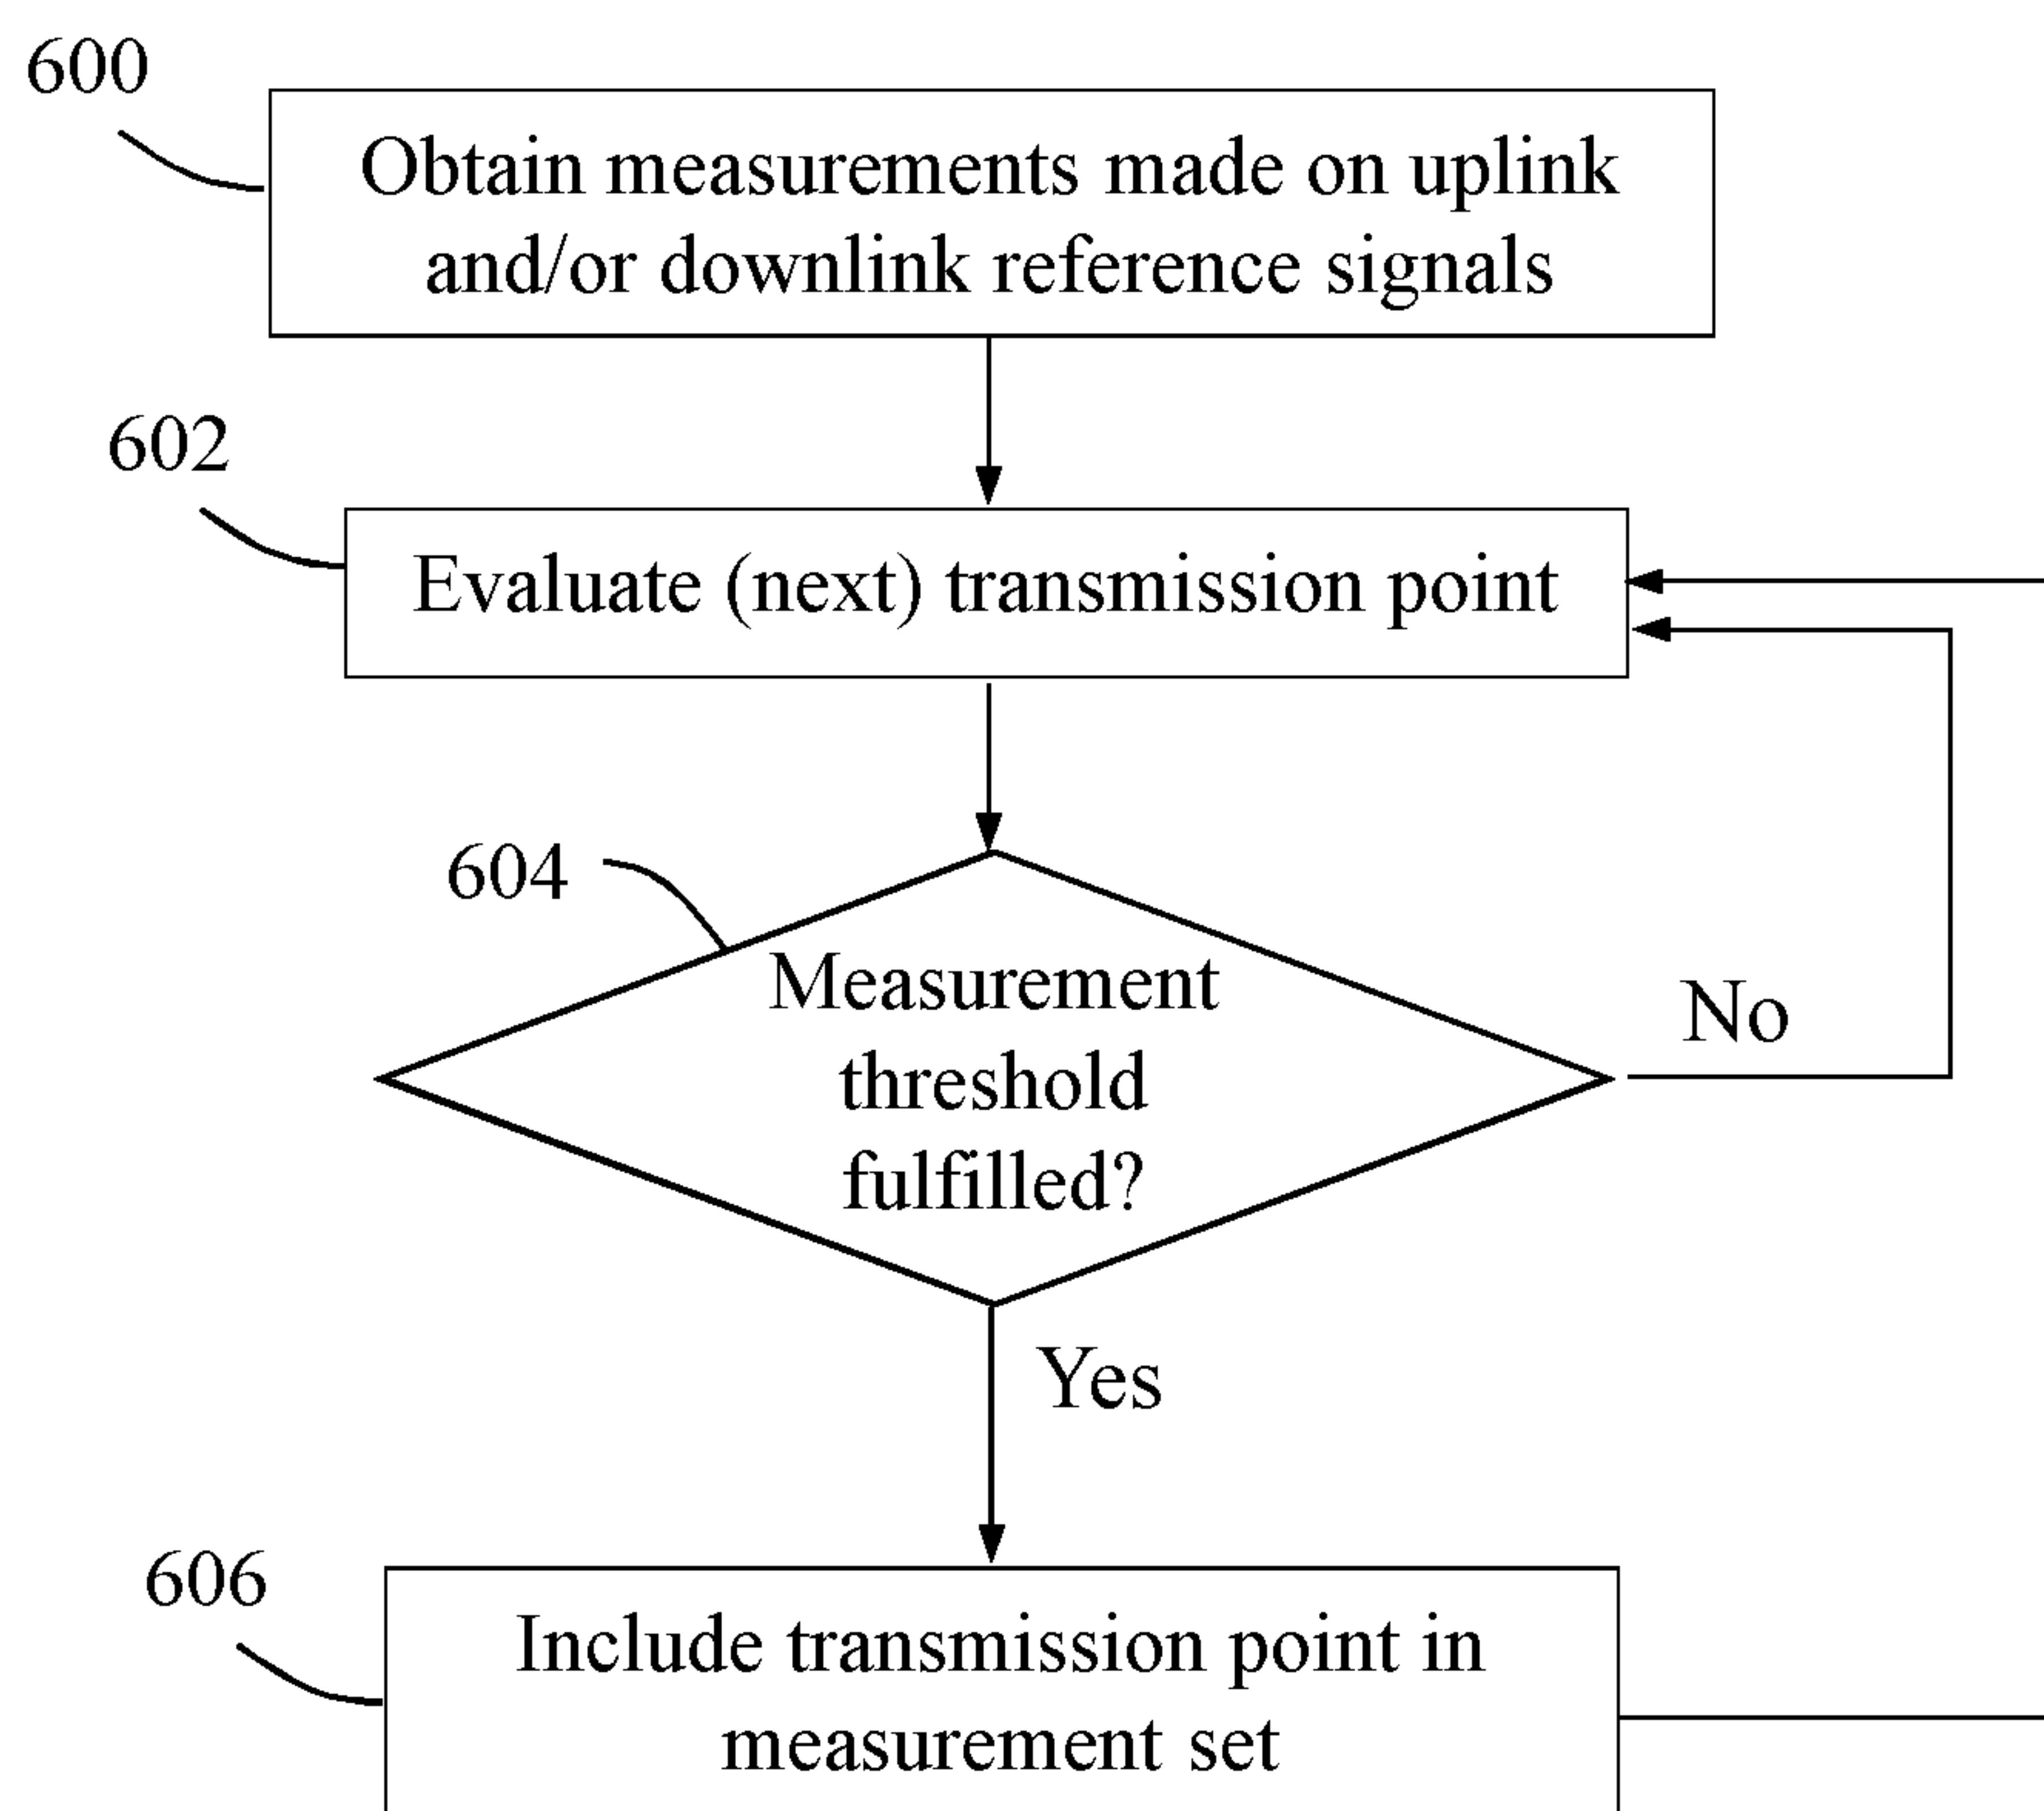 600
Obtain measurements made on uplink
and/or downlink reference signals
602
Evaluate (next) transmission point
604
Measurement
threshold
fulfilled?
No
Yes
606
Include transmission point in
measurement set